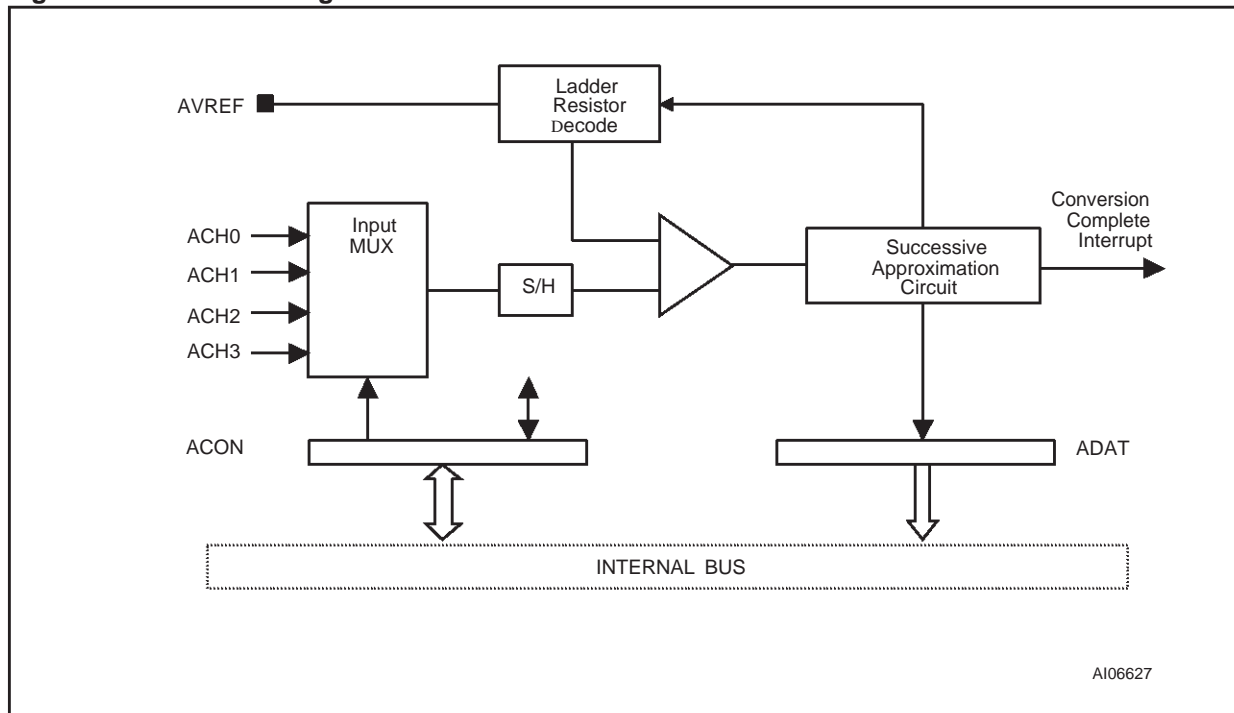 Ladder
Resistor
Decode
AVREF
Input
MUX
ACH0
ACH1
ACH2
ACH3
S/H
Successive
Approximation
Circuit
Conversion
Complete
Interrupt
ACON
ADAT
INTERNAL BUS
AI06627